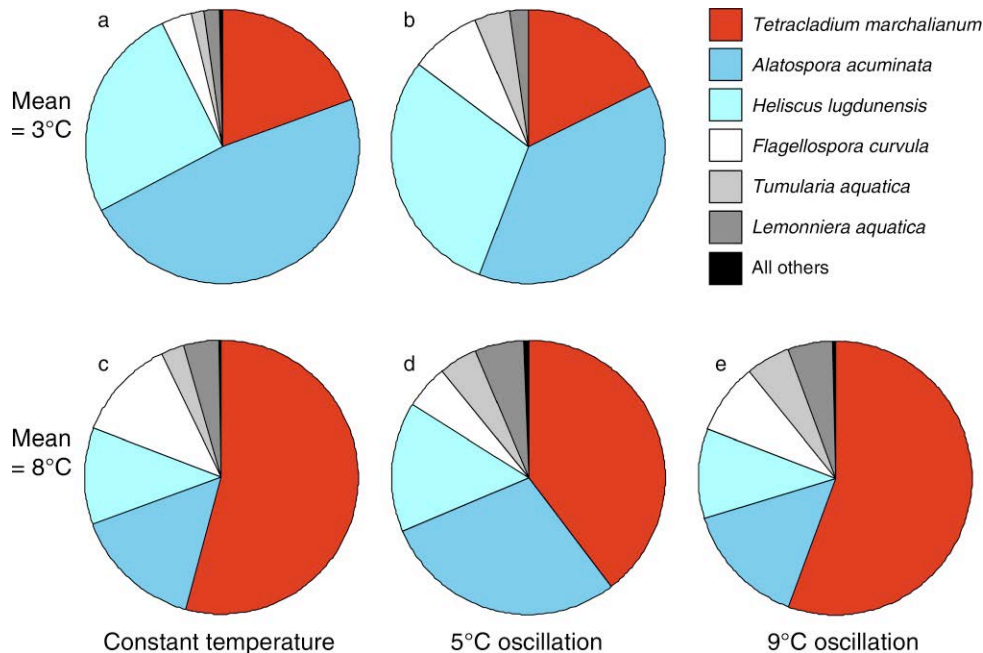 a
b
Mean
= 3°C
Tetracladium marchalianum
Alatospora acuminata
Heliscus lugdunensis
Flagellospora curvula
Tumularia aquatica
Lemonniera aquatica
All others
c
d
e
Mean
= 8°C
Constant temperature
5°C oscillation
9°C oscillation